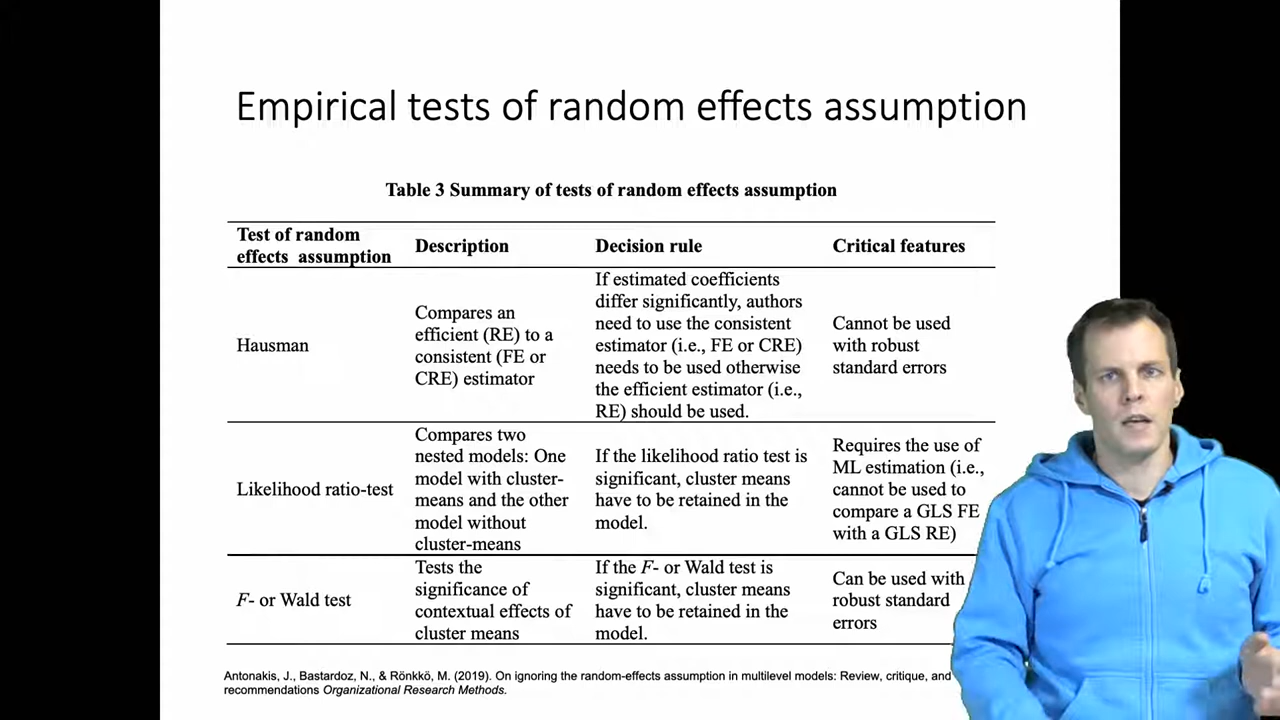 Empirical tests of random effects assumption
Table 3 Summary of tests of random effects assumption
Test of random
effects assumption
Description
Decision rule
Critical features
Hausman
Compares an
efficient (RE) to a
consistent (FE or
CRE) estimator
If estimated coefficients
differ significantly, authors
need to use the consistent
estimator (i.e., FE or CRE)
needs to be used otherwise
the efficient estimator (i.e.,
RE) should be used.
Cannot be used
with robust
standard errors
Likelihood ratio-test
Compares two
nested models: One
model with cluster-
means and the other
model without
cluster-means
If the likelihood ratio test is
significant, cluster means
have to be retained in the
model.
Requires the use of
ML estimation (i.e.,
cannot be used to
compare a GLS FE
with a GLS RE)
F- or Wald test
Tests the
significance of
contextual effects of
cluster means
If the F- or Wald test is
significant, cluster means
have to be retained in the
model.
Can be used with
robust standard
errors
Antonakis, J., Bastardoz, N., & Rönkkö, M. (2019). On ignoring the random-effects assumption in multilevel models: Review, critique, and
recommendations Organizational Research Methods.